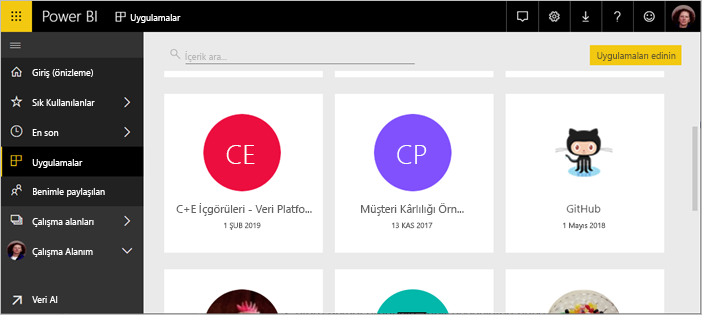 Power BI
Uygulamalar
İçerik ara...
Uygulamaları edinin
Giriş (önizleme)
Sık Kullanılanlar
En son
Uygulamalar
Benimle paylaşılan
Çalışma alanları
Çalışma Alanım
Veri Al
CE
C+E İçgörüleri - Veri Platfo...
1 ŞUB 2019
CP
Müşteri Kârlılığı Örn...
13 KAS 2017
GitHub
1 Mayıs 2018